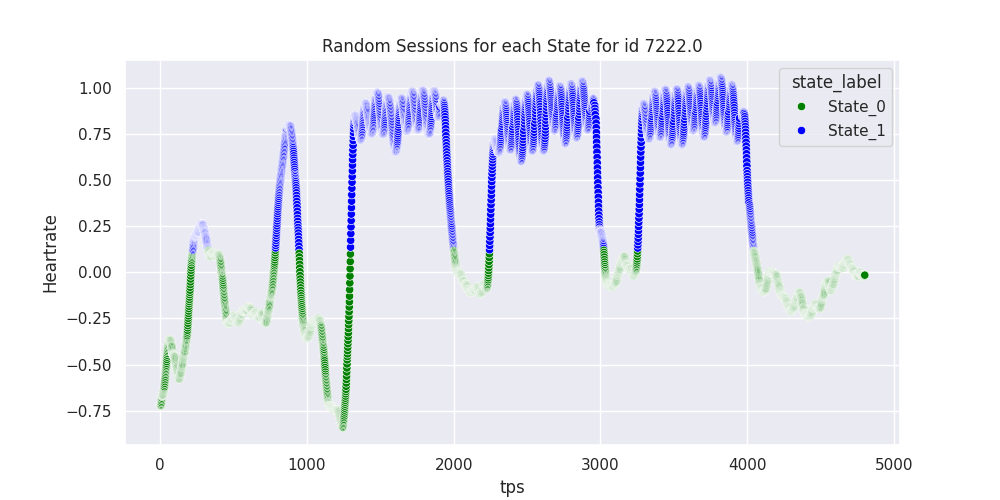 Random Sessions for each State for id 7222.0
state_label
State_0
State_1
Heartrate
1.00
0.75
0.50
0.25
0.00
−0.25
−0.50
−0.75
0 1000 2000 3000 4000 5000
tps